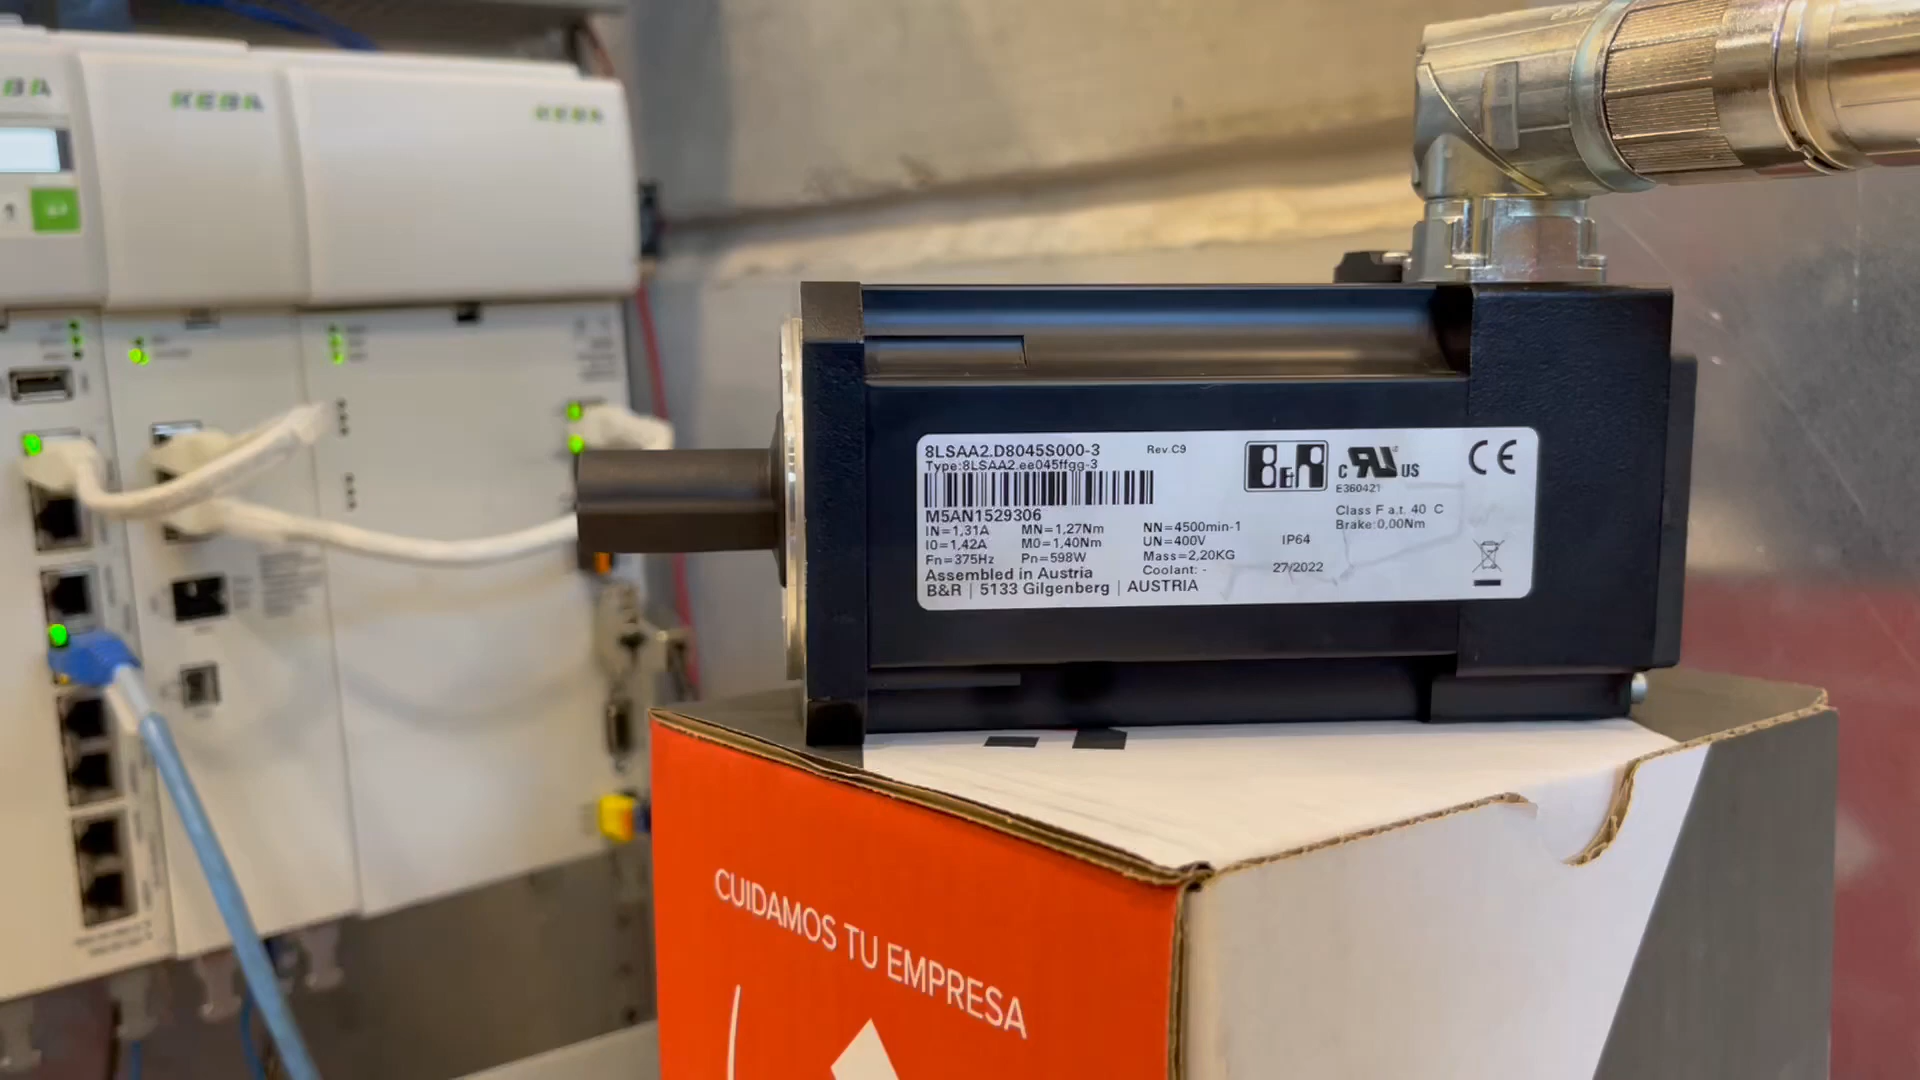 BA
KEBA
KEBA
8LSAA2.D8045S000-3
Rev.C9
Type:8LSAA2.ee045ffgg-3
M5AN1529306
IN=1,31A MN=1,27Nm NN=4500min-1
I0=1,42A M0=1,40Nm UN=400V
Fn=375Hz Pn=598W Mass=2,20KG
Coolant: -
Assembled in Austria
B&R | 5133 Gilgenberg | AUSTRIA
IP64
27/2022
B&R
C RU US
E360421
Class F a.t. 40 C
Brake:0,00Nm
CE
CUIDAMOS TU EMPRESA